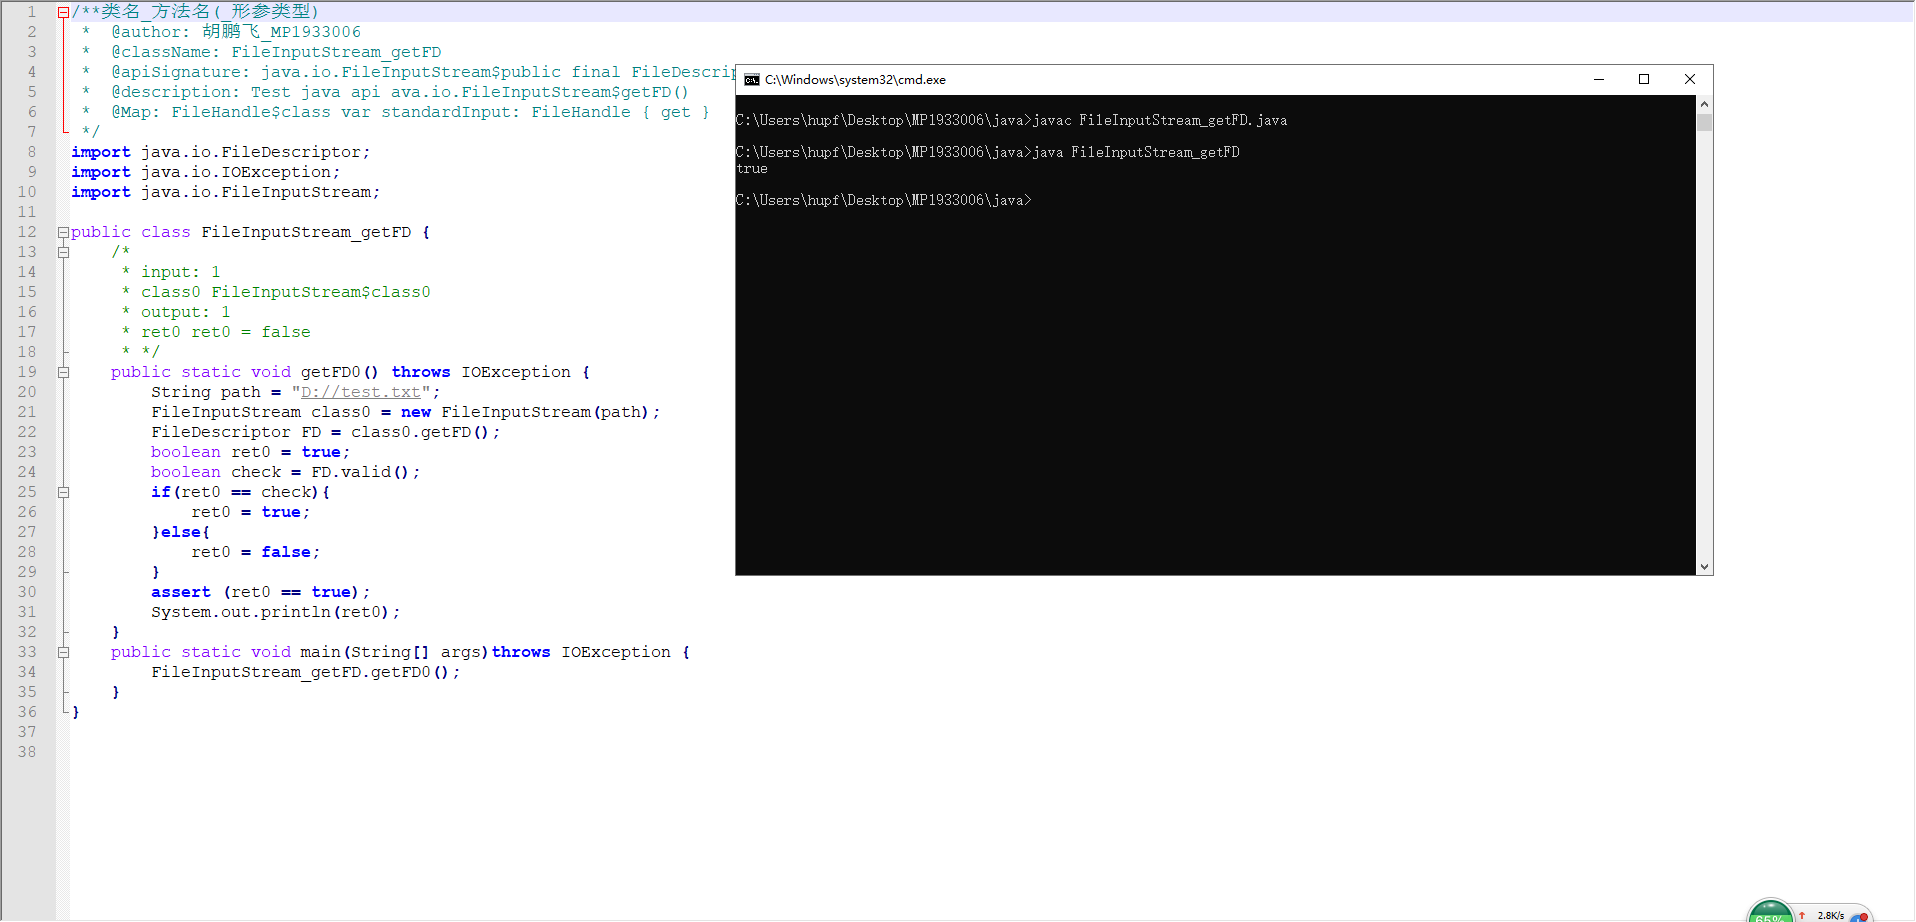 1 /**类名_方法名(_形参类型)
2  *  @author: 胡鹏飞_MP1933006
3  *  @className: FileInputStream_getFD
4  *  @apiSignature: java.io.FileInputStream$public final FileDescrip
5  *  @description: Test java api ava.io.FileInputStream$getFD()
6  *  @Map: FileHandle$class var standardInput: FileHandle { get }
7  */
8 import java.io.FileDescriptor;
9 import java.io.IOException;
10 import java.io.FileInputStream;
11
12 public class FileInputStream_getFD {
13     /*
14      * input: 1
15      * class0 FileInputStream$class0
16      * output: 1
17      * ret0 ret0 = false
18      * */
19     public static void getFD0() throws IOException {
20         String path = "D://test.txt";
21         FileInputStream class0 = new FileInputStream(path);
22         FileDescriptor FD = class0.getFD();
23         boolean ret0 = true;
24         boolean check = FD.valid();
25         if(ret0 == check){
26             ret0 = true;
27         }else{
28             ret0 = false;
29         }
30         assert (ret0 == true);
31         System.out.println(ret0);
32     }
33     public static void main(String[] args)throws IOException {
34         FileInputStream_getFD.getFD0();
35     }
36 }
37
38
C:\Windows\system32\cmd.exe
C:\Users\hupf\Desktop\MP1933006\java>javac FileInputStream_getFD.java
C:\Users\hupf\Desktop\MP1933006\java>java FileInputStream_getFD
true
C:\Users\hupf\Desktop\MP1933006\java>
65%
2.8K/s